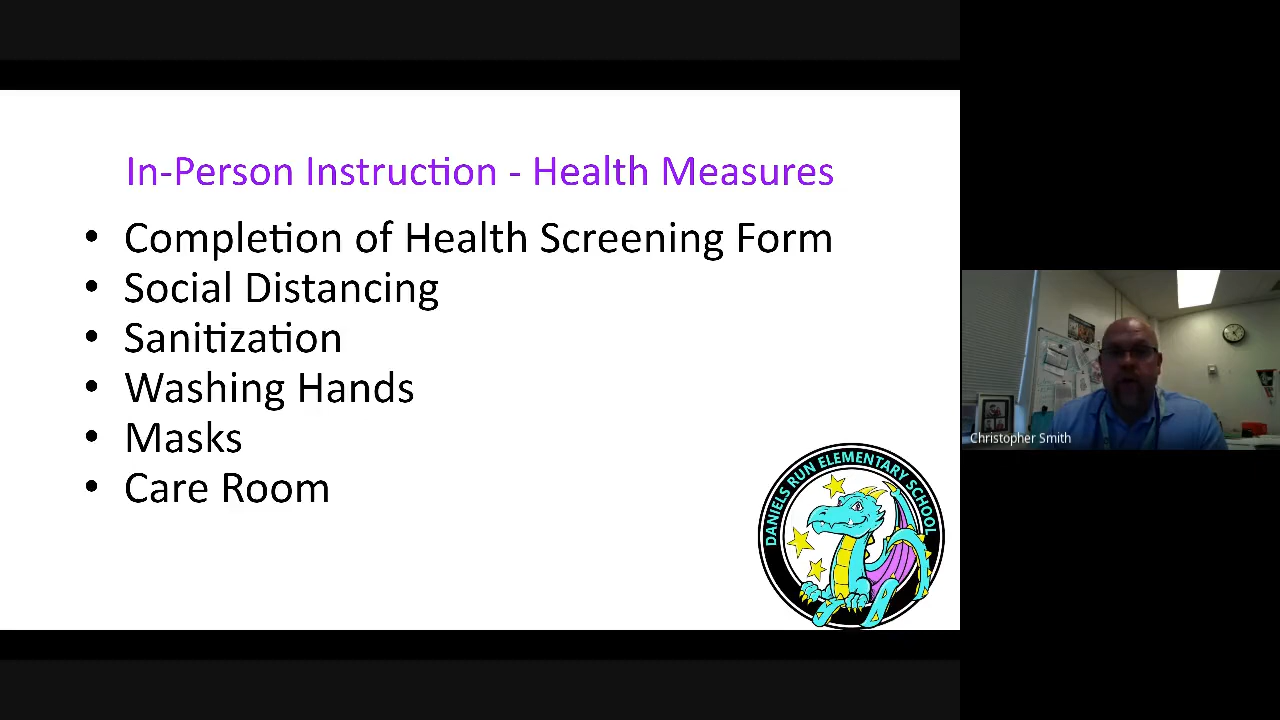 In-Person Instruction - Health Measures
• Completion of Health Screening Form
• Social Distancing
• Sanitization
• Washing Hands
• Masks
• Care Room
DANIELS RUN ELEMENTARY SCHOOL
Christopher Smith